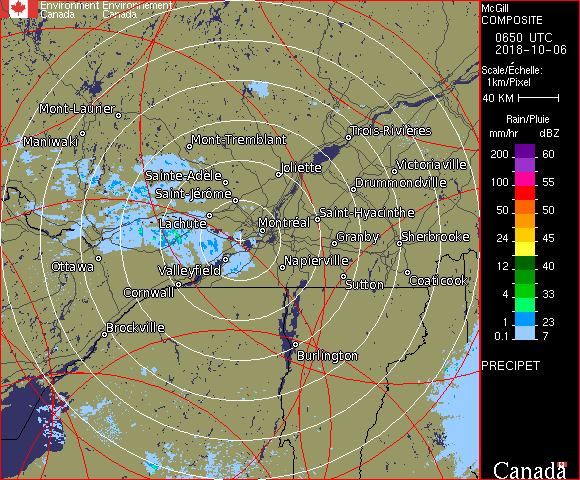 Environment Environnement
Canada Canada
McGill
COMPOSITE
0650 UTC
2018-10-06
Scale/Échelle:
1km/Pixel
40 KM
Rain/Pluie
mm/hr dBZ
200 60
100 55
50 50
24 45
12 40
4 33
1 23
0.1 7
PRECIPET
Canada
Mont-Laurier
Maniwaki
Mont-Tremblant
Trois-Rivières
Joliette
Victoriaville
Sainte-Adèle
Drummondville
Saint-Jérôme
Lachute
Saint-Hyacinthe
Montréal
Granby
Sherbrooke
Ottawa
Valleyfield
Napierville
Cornwall
Sutton
Coaticook
Brockville
Burlington